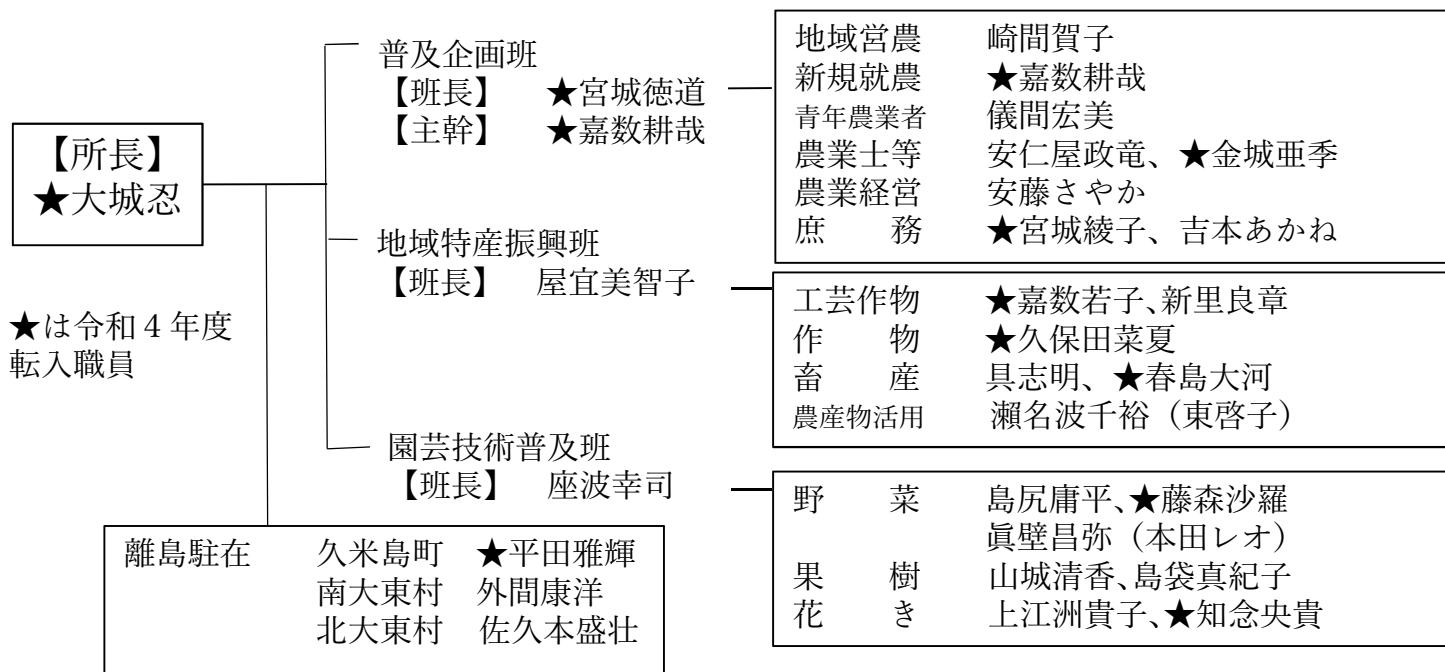 【所長】
★大城忍
★は令和４年度
転入職員
普及企画班
【班長】　★宮城徳道
【主幹】　★嘉数耕哉
地域営農　崎間賀子
新規就農　★嘉数耕哉
青年農業者　儀間宏美
農業士等　安仁屋政竜、★金城亜季
農業経営　安藤さやか
庶　務　★宮城綾子、吉本あかね
地域特産振興班
【班長】　屋宜美智子
工芸作物　★嘉数若子、新里良章
作　物　★久保田菜夏
畜　産　具志明、★春島大河
農産物活用　瀬名波千裕（東啓子）
園芸技術普及班
【班長】　座波幸司
野　菜　島尻庸平、★藤森沙羅
眞壁昌弥（本田レオ）
果　樹　山城清香、島袋真紀子
花　き　上江洲貴子、★知念央貴
離島駐在　久米島町　★平田雅輝
南大東村　外間康洋
北大東村　佐久本盛壮